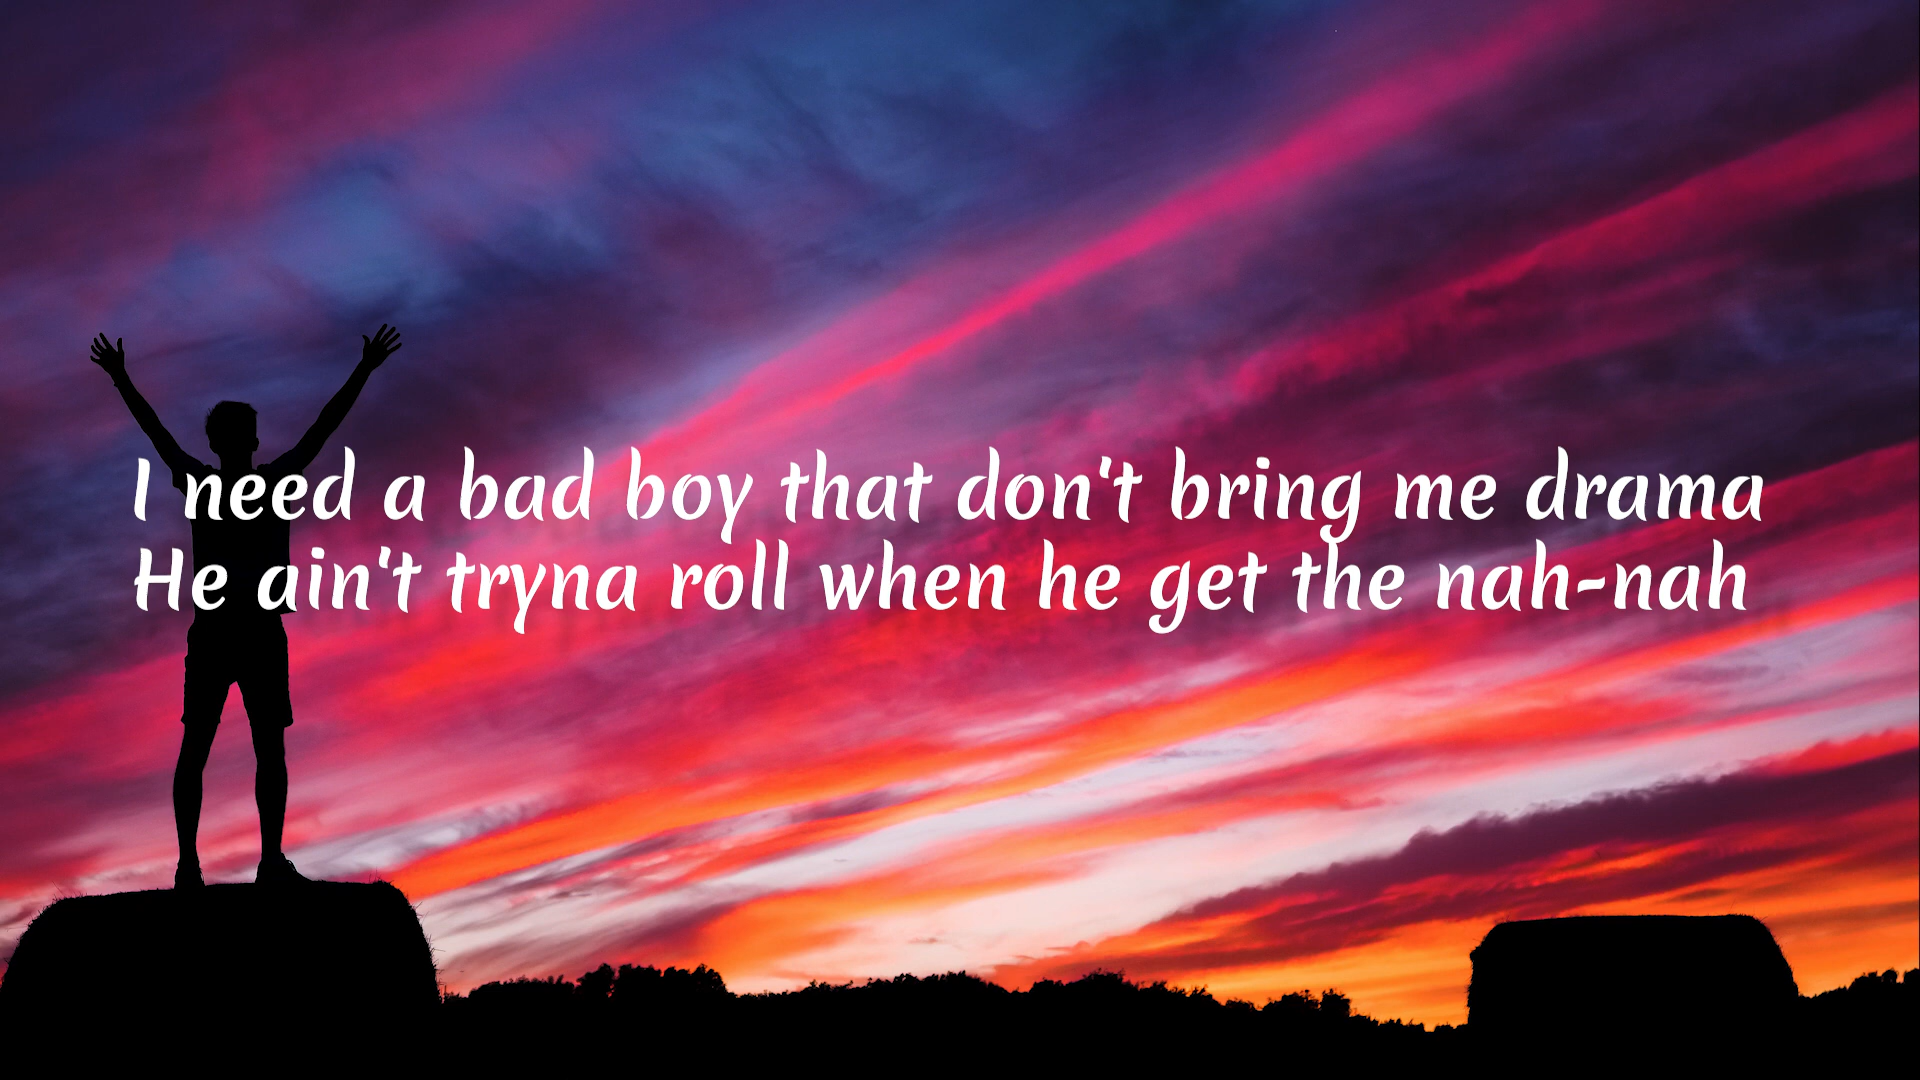 I need a bad boy that don't bring me drama
He ain't tryna roll when he get the nah-nah